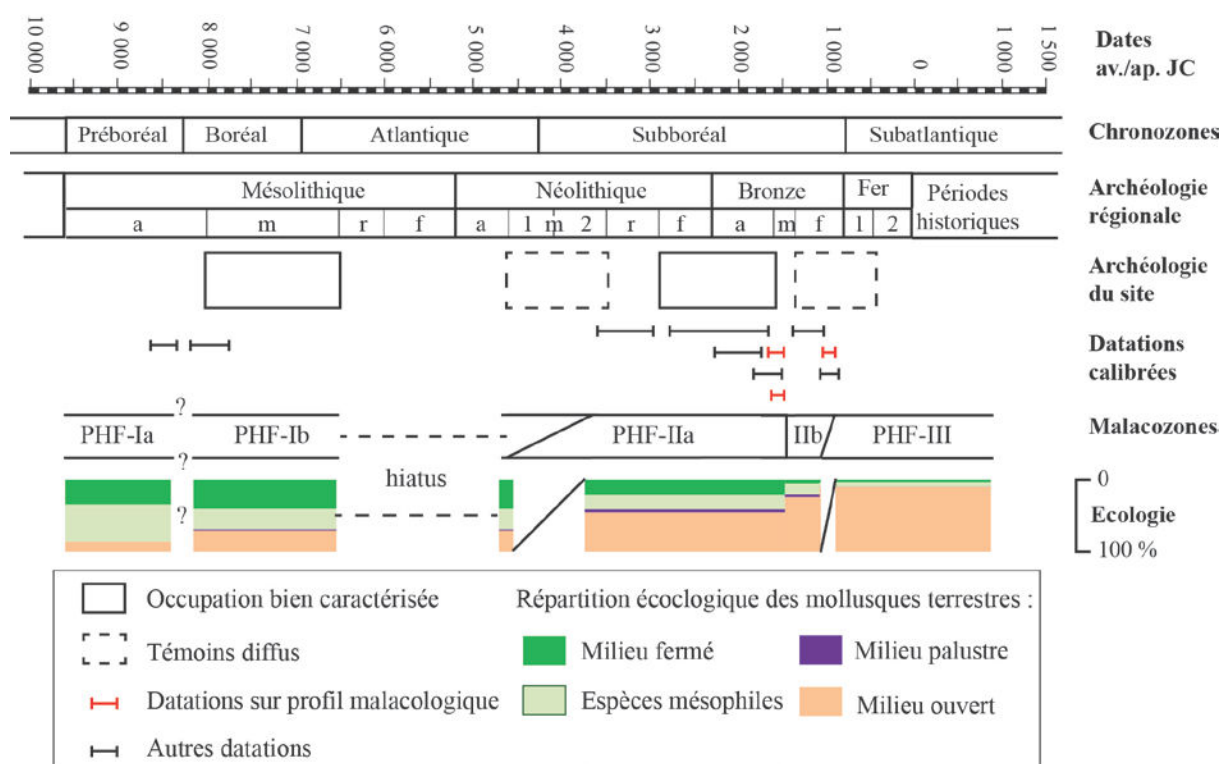 10 000 9 000 8 000 7 000 6 000 5 000 4 000 3 000 2 000 1 000 0 1 000 1 500
Dates
av./ap. JC
Préboréal Boréal Atlantique Subboréal Subatlantique
Chronozones
Mésolithique Néolithique Bronze Fer Périodes
historiques
a m r f a 1 m 2 r f a m f 1 2
Archéologie
régionale
Archéologie
du site
Datations
calibrées
?
PHF-Ia PHF-Ib PHF-IIa IIb PHF-III
Malacozones
?
hiatus
?
0
Ecologie
100 %
Occupation bien caractérisée
Témoins diffus
Datations sur profil malacologique
Autres datations
Répartition écoclogique des mollusques terrestres :
Milieu fermé
Milieu palustre
Espèces mésophiles
Milieu ouvert